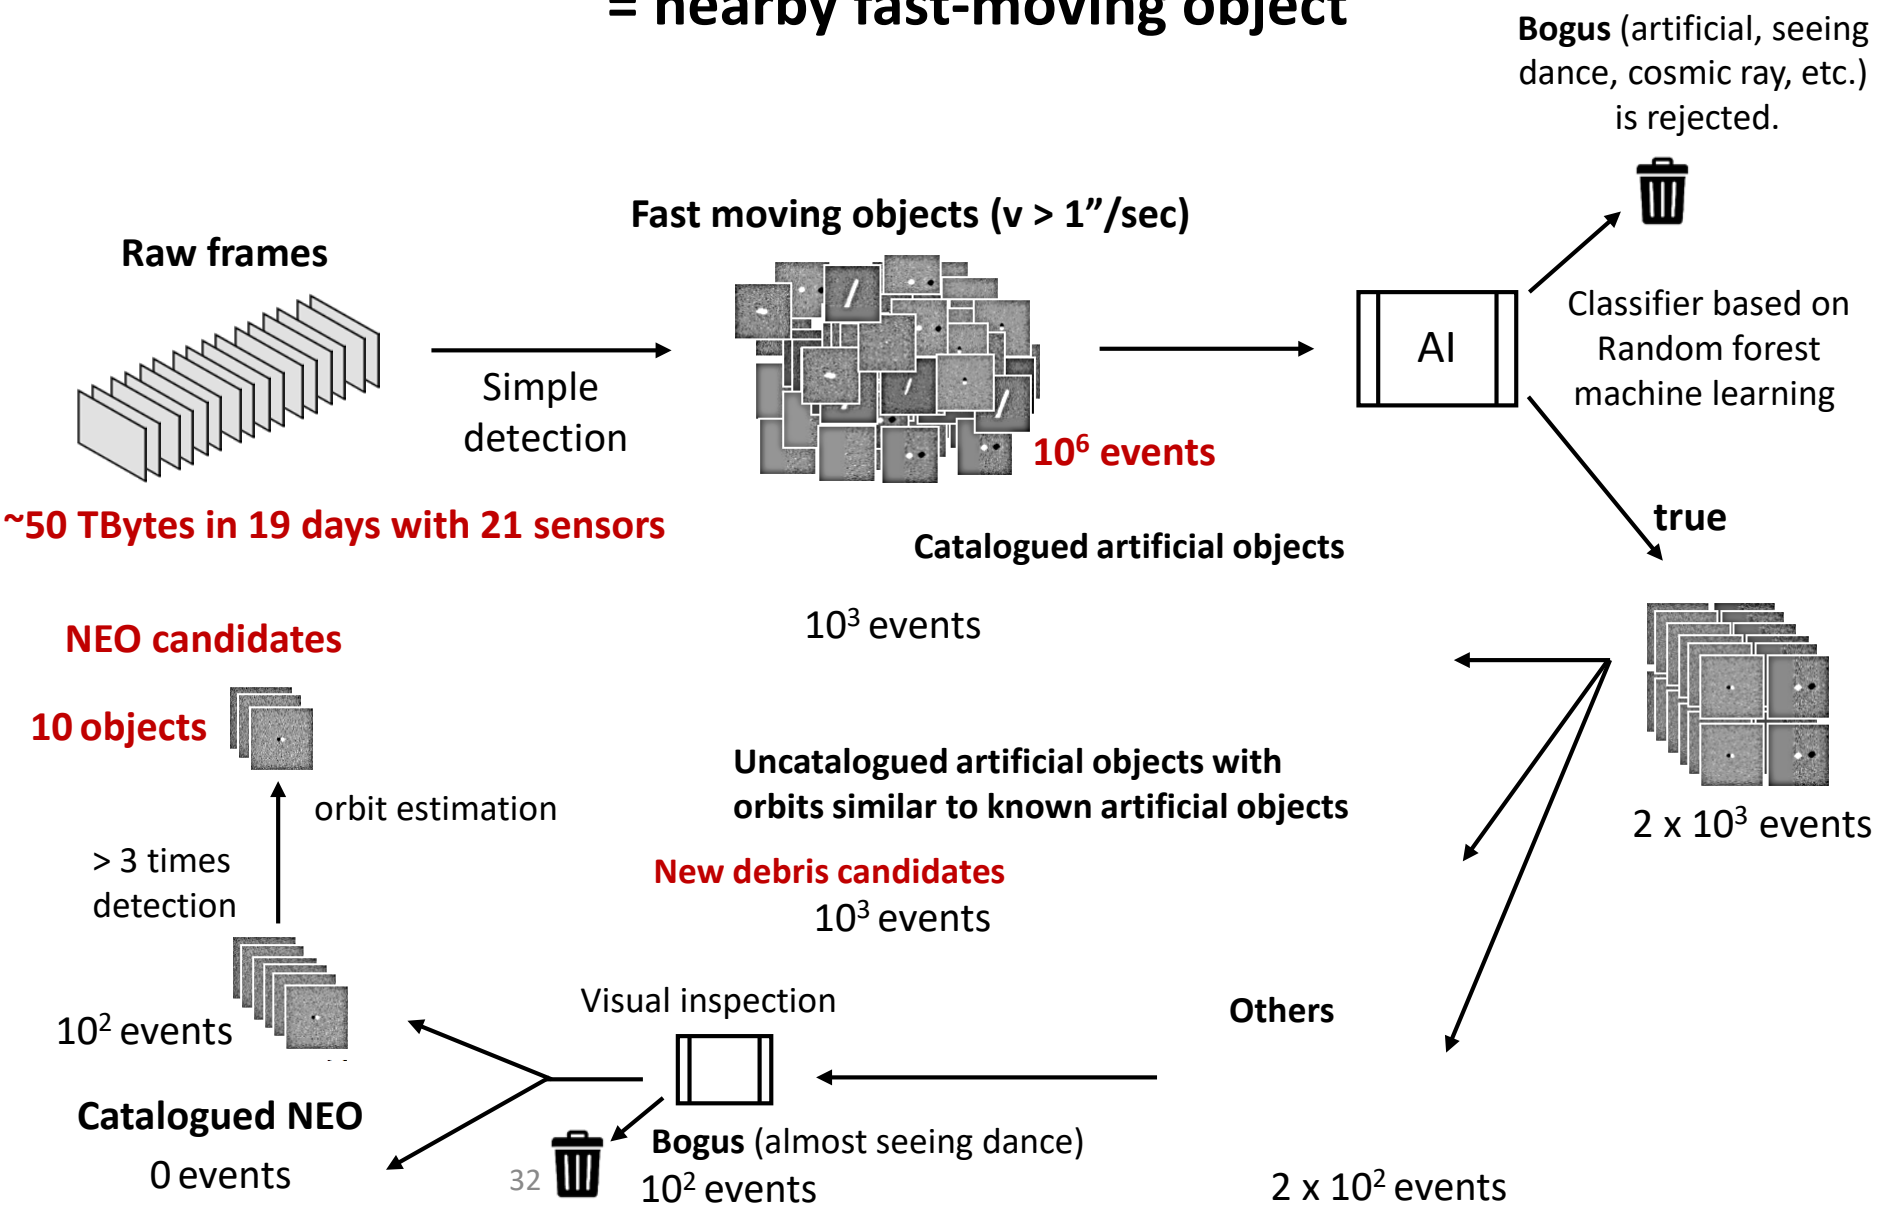 = nearby fast-moving object
Bogus (artificial, seeing
dance, cosmic ray, etc.)
is rejected.
Fast moving objects (v > 1”/sec)
Raw frames
Simple
detection
10⁶ events
AI
Classifier based on
Random forest
machine learning
~50 TBytes in 19 days with 21 sensors
true
Catalogued artificial objects
10³ events
2 x 10³ events
Uncatalogued artificial objects with
orbits similar to known artificial objects
New debris candidates
10³ events
Others
2 x 10² events
Visual inspection
Bogus (almost seeing dance)
10² events
NEO candidates
10 objects
orbit estimation
> 3 times
detection
10² events
Catalogued NEO
0 events
32